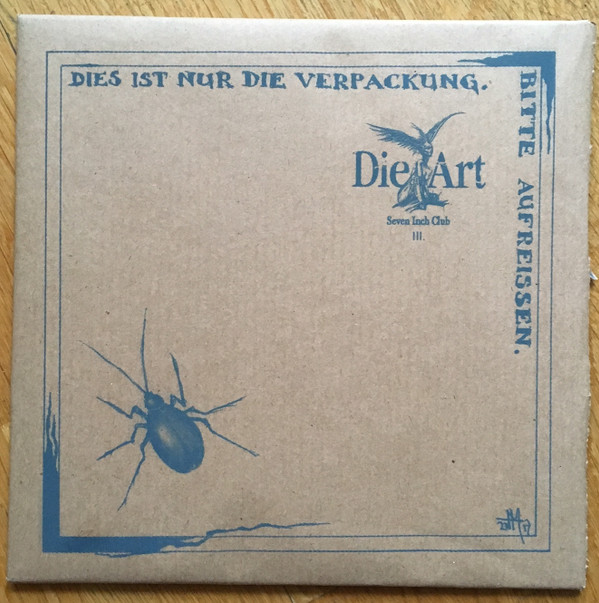 DIES IST NUR DIE VERPACKUNG.
BITTE AUFREISSEN.
Die Art
Seven Inch Club
III.